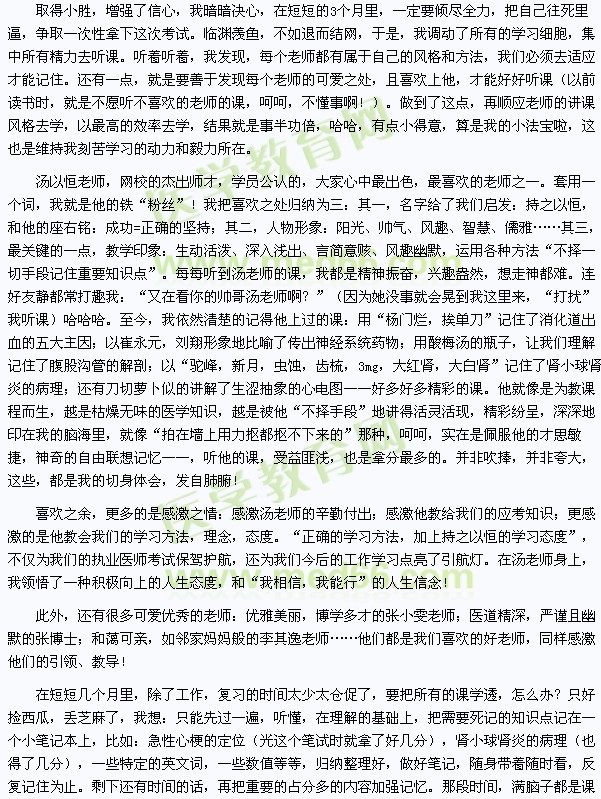 取得小胜，增强了信心，我暗暗决心，在短短的3个月里，一定要倾尽全力，把自己往死里
逼，争取一次性拿下这次考试。临渊羡鱼，不如退而结网，于是，我调动了所有的学习细胞，集
中所有精力去听课。听着听着，我发现，每个老师都有属于自己的风格和方法，我们必须去适应
才能记住。还有一点，就是要善于发现每个老师的可爱之处，且喜欢上他，才能好好听课（以前
读书时，就是不愿听不喜欢的老师的课，呵呵，不懂事啊！）。做到了这点，再顺应老师的讲课
风格去学，以最高的效率去学，结果就是事半功倍，哈哈，有点小得意，算是我的小法宝啦，这
也是维持我刻苦学习的动力和毅力所在。
汤以恒老师，网校的杰出师才，学员公认的，大家心中最出色，最喜欢的老师之一。套用一
个词，我就是他的铁“粉丝”！我把喜欢之处归纳为三：其一，名字给了我们启发：持之以恒，
和他的座右铭：成功=正确的坚持；其二，人物形象：阳光、帅气、风趣、智慧、儒雅……其三，
最关键的一点，教学印象：生动活泼、深入浅出、言简意赅、风趣幽默，运用各种方法“不择一
切手段记住重要知识点”。每每听到汤老师的课，我都是精神振奋，兴趣盎然，想走神都难。连
好友静都常打趣我：“又在看你的帅哥汤老师啊？”（因为她没事就会晃到我这里来，“打扰”
我听课）哈哈哈。至今，我依然清楚的记得他上过的课：用“杨门烂，挨单刀”记住了消化道出
血的五大主因；以崔永元，刘翔形象地比喻了传出神经系统药物；用酸梅汤的瓶子，让我们理解
记住了腹股沟管的解剖；以“驼峰，新月，虫蚀，齿梳，3mg，大红肾，大白肾”记住了肾小球肾
炎的病理；还有刀切萝卜似的讲解了生涩抽象的心电图——好多好多精彩的课。他就像是为教课
程而生，越是枯燥无味的医学知识，越是被他“不择手段”地讲得活灵活现，精彩纷呈，深深地
印在我的脑海里，就像“拍在墙上用力抠都抠不下来的”那种，呵呵，实在是佩服他的才思敏
捷，神奇的自由联想记忆——，听他的课，受益匪浅，也是拿分最多的。并非吹捧，并非夸大，
这些，都是我的切身体会，发自肺腑！
喜欢之余，更多的是感激之情：感激汤老师的辛勤付出；感激他教给我们的应考知识；更感
激的是他教会我们的学习方法，理念，态度。“正确的学习方法，加上持之以恒的学习态度”，
不仅为我们的执业医师考试保驾护航，还为我们今后的工作学习点亮了引航灯。在汤老师身上，
我领悟了一种积极向上的人生态度，和“我相信，我能行”的人生信念！
此外，还有很多可爱优秀的老师：优雅美丽，博学多才的张小雯老师；医道精深，严谨且幽
默的张博士；和蔼可亲，如邻家妈妈般的李其逸老师……他们都是我们喜欢的好老师，同样感激
他们的引领、教导！
在短短几个月里，除了工作，复习的时间太少太仓促了，要把所有的课学透，怎么办？只好
捡西瓜，丢芝麻了，我想：只能先过一遍，听懂，在理解的基础上，把需要死记的知识点记在一
个小笔记本上，比如：急性心梗的定位（光这个笔试时就拿了好几分），肾小球肾炎的病理（也
得了几分），一些特定的英文词，一些数值等等，归纳整理好，做好笔记，随身带着随时看，反
复记住为止。剩下还有时间的话，再把重要的占分多的内容加强记忆。那段时间，满脑子都是课
医学教育网
www.med66.com
医学教育网
www.med66.com